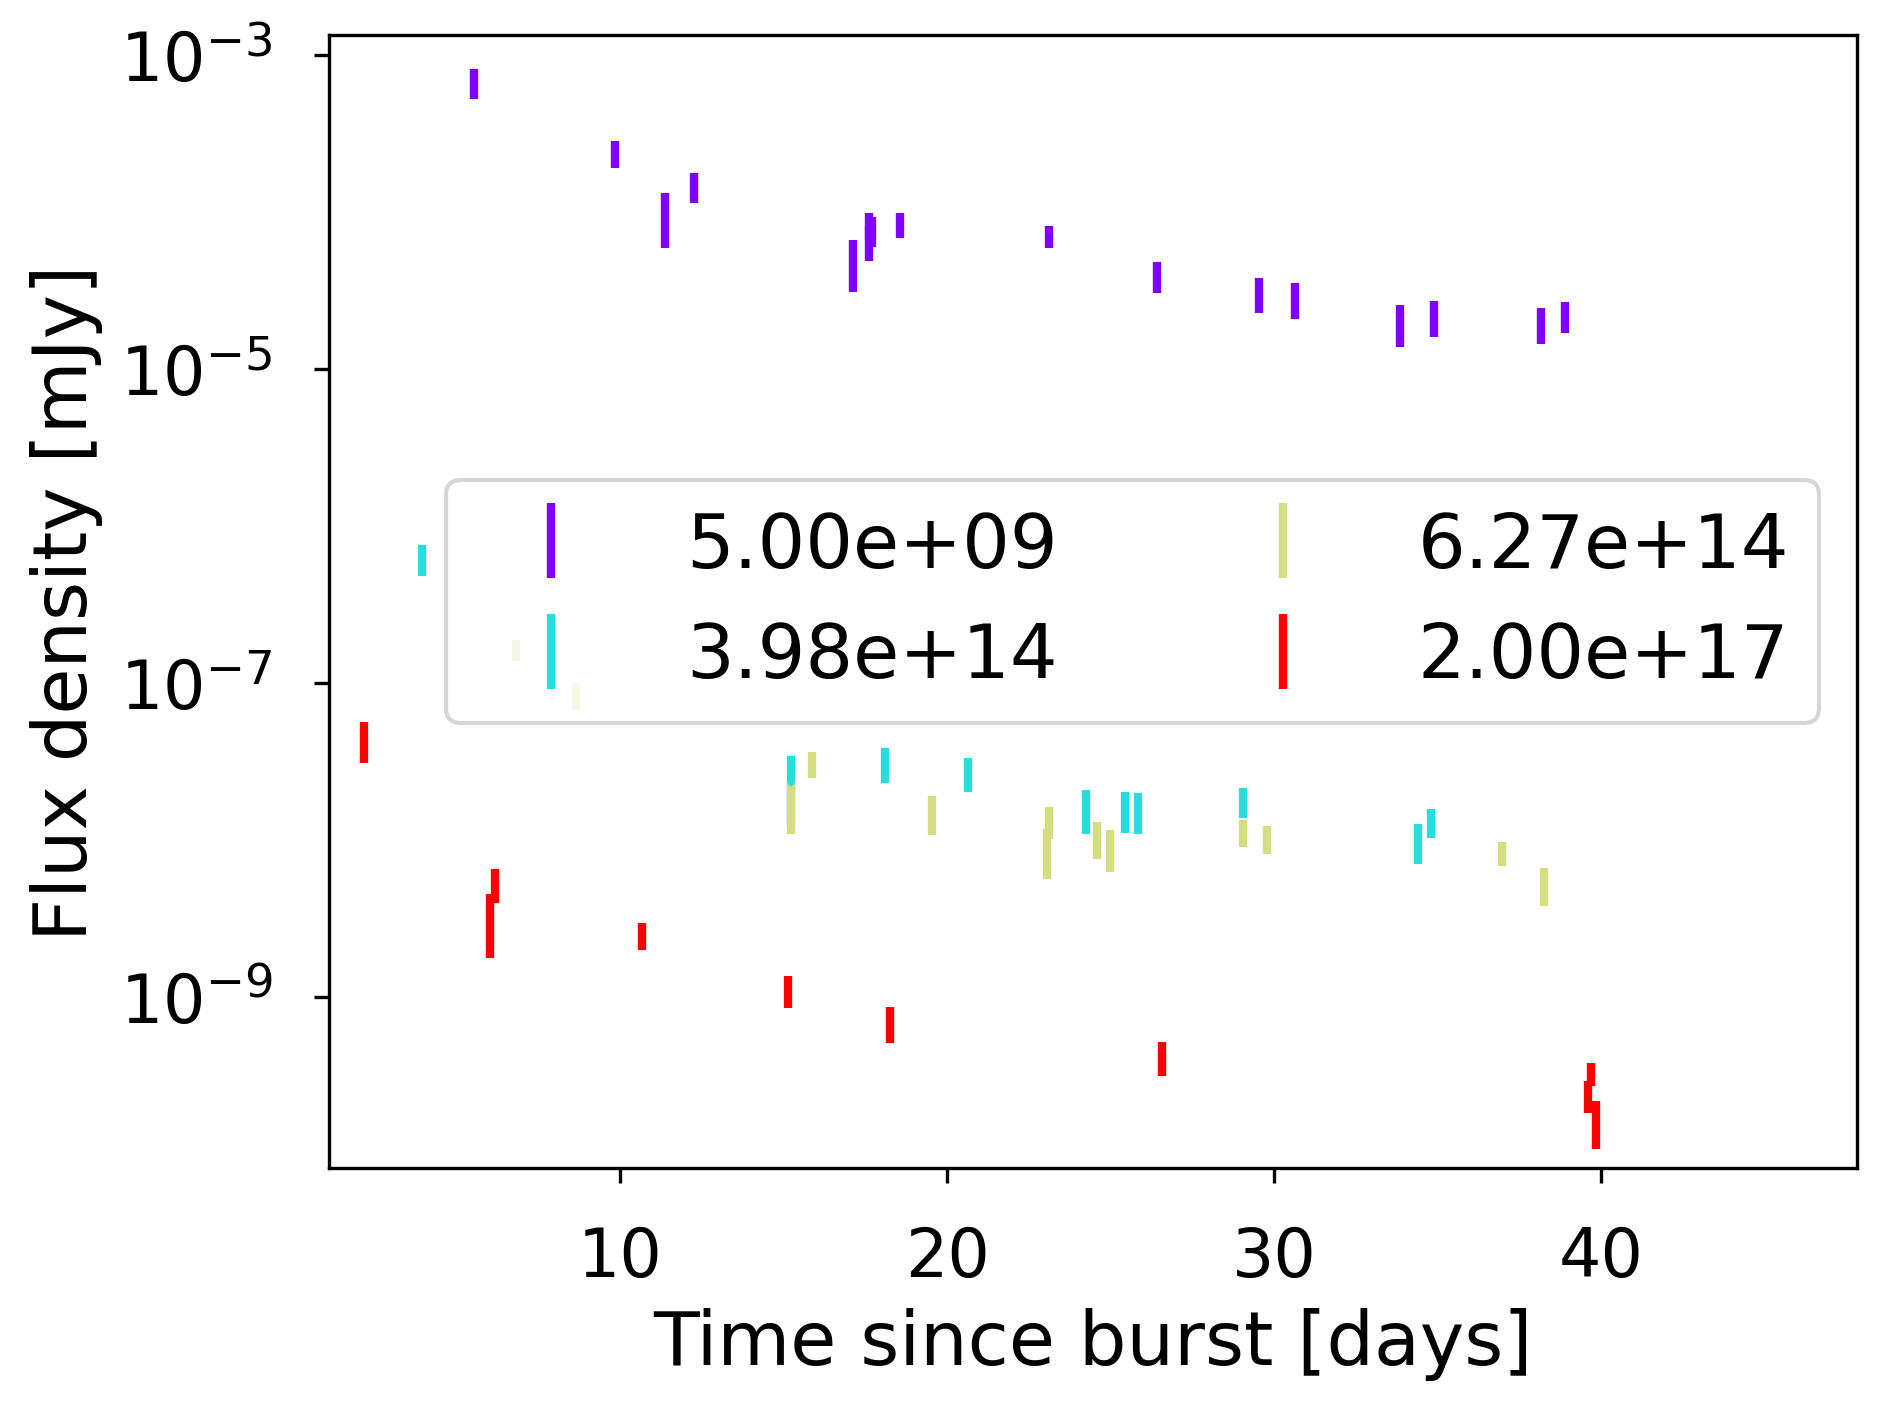 10⁻³
10⁻⁵
10⁻⁷
10⁻⁹
Flux density [mJy]
5.00e+09
3.98e+14
6.27e+14
2.00e+17
10 20 30 40
Time since burst [days]